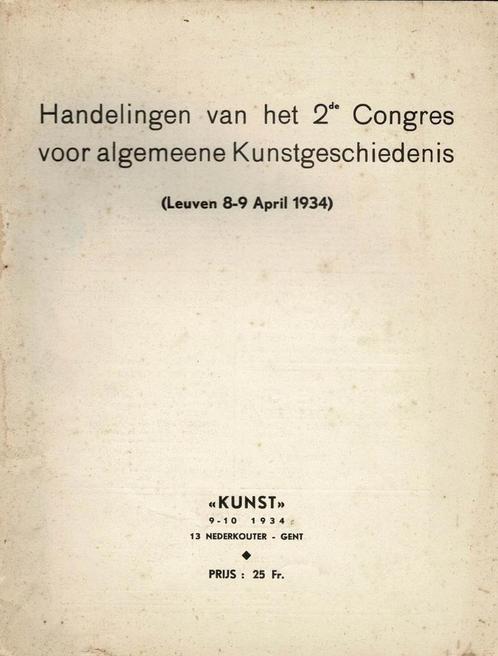 Handelingen van het 2de Congres
voor algemeene Kunstgeschiedenis
(Leuven 8-9 April 1934)
«KUNST»
9-10 1934
13 NEDERKOUTER - GENT
PRIJS : 25 Fr.